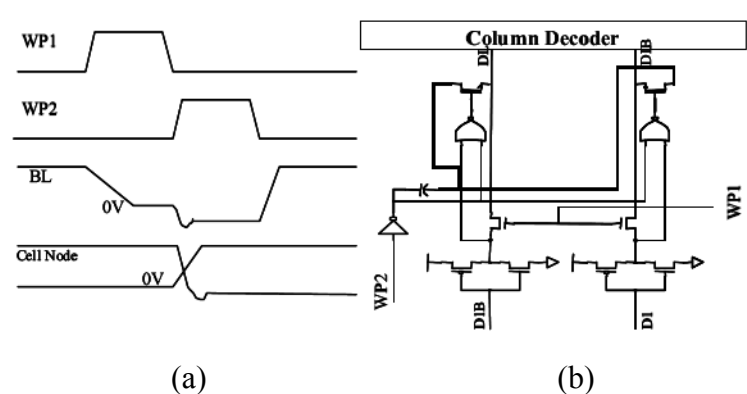 WP1
WP2
BL
0V
Cell Node
0V
(a)
Column Decoder
DI
DIB
WP1
WP2
DIB
DI
(b)